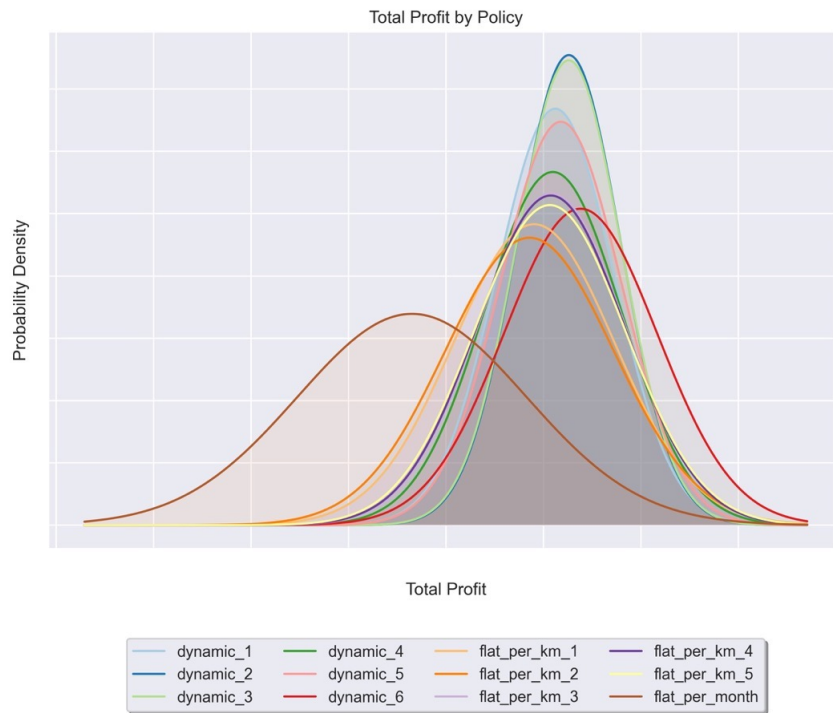 Total Profit by Policy
Probability Density
Total Profit
dynamic_1 dynamic_4 flat_per_km_1 flat_per_km_4
dynamic_2 dynamic_5 flat_per_km_2 flat_per_km_5
dynamic_3 dynamic_6 flat_per_km_3 flat_per_month